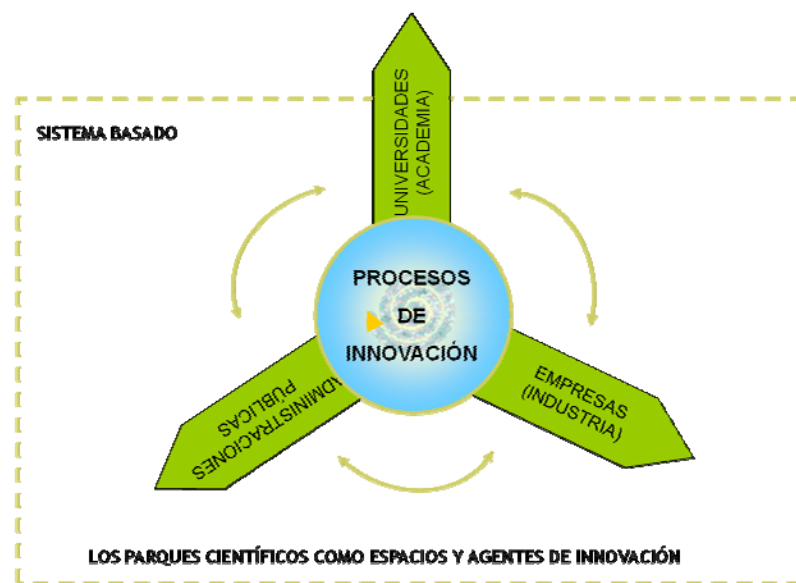 SISTEMA BASADO
UNIVERSIDADES
(ACADEMIA)
PROCESOS
DE
INNOVACIÓN
ADMINISTRACIONES
PÚBLICAS
EMPRESAS
(INDUSTRIA)
LOS PARQUES CIENTÍFICOS COMO ESPACIOS Y AGENTES DE INNOVACIÓN